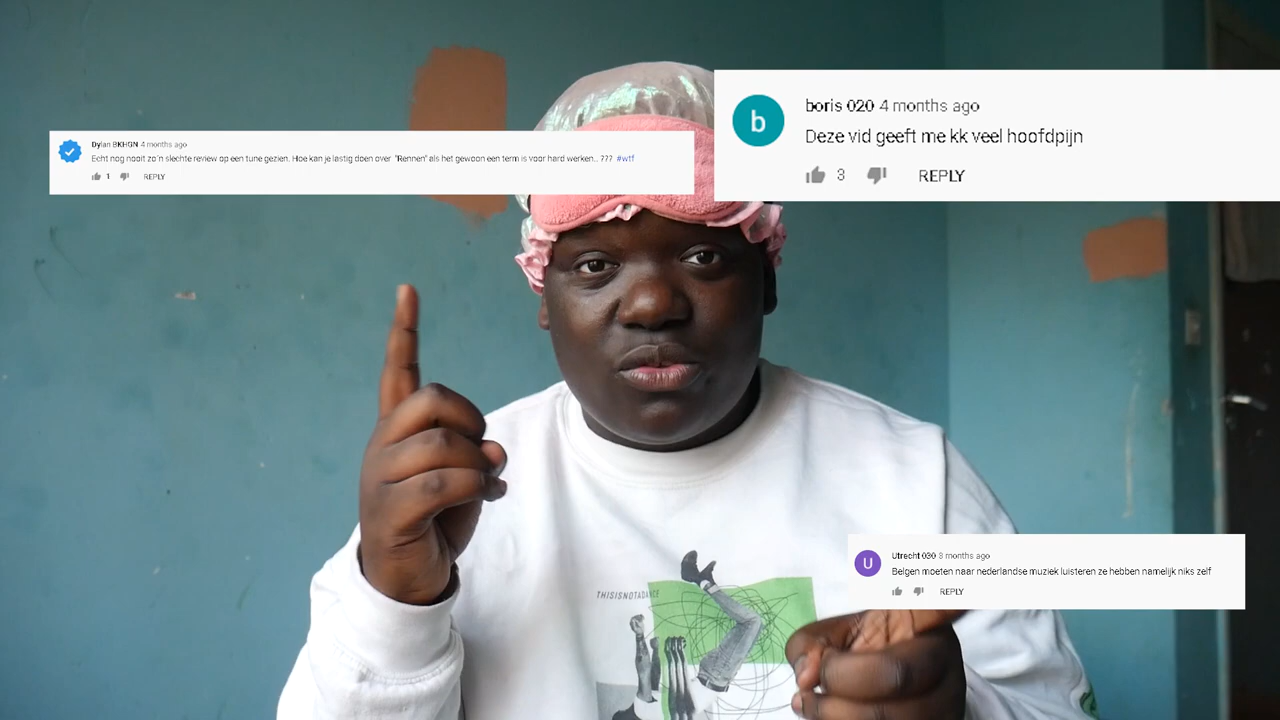 Dylan BKHGN 4 months ago
Echt nog nooit zo'n slechte review op een tune gezien. Hoe kan je lastig doen over "Rennen" als het gewoon een term is voor hard werken.. ??? #wtf
1 REPLY
b
boris 020 4 months ago
Deze vid geeft me kk veel hoofdpijn
3 REPLY
THISISNOTADANCE
U
Utrecht 030 3 months ago
Belgen moeten naar nederlandse muziek luisteren ze hebben namelijk niks zelf
REPLY